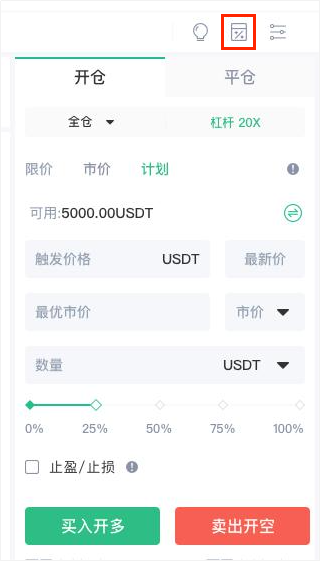 开仓 平仓
全仓 杠杆 20X
限价 市价 计划
可用:5000.00USDT
触发价格 USDT 最新价
最优市价 市价
数量 USDT
0% 25% 50% 75% 100%
止盈/止损
买入开多 卖出开空